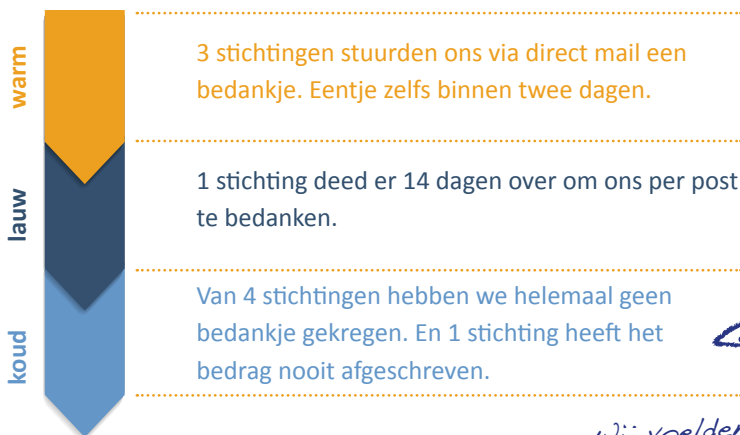 warm
3 stichtingen stuurden ons via direct mail een
bedankje. Eentje zelfs binnen twee dagen.
lauw
1 stichting deed er 14 dagen over om ons per post
te bedanken.
koud
Van 4 stichtingen hebben we helemaal geen
bedankje gekregen. En 1 stichting heeft het
bedrag nooit afgeschreven.
Wij